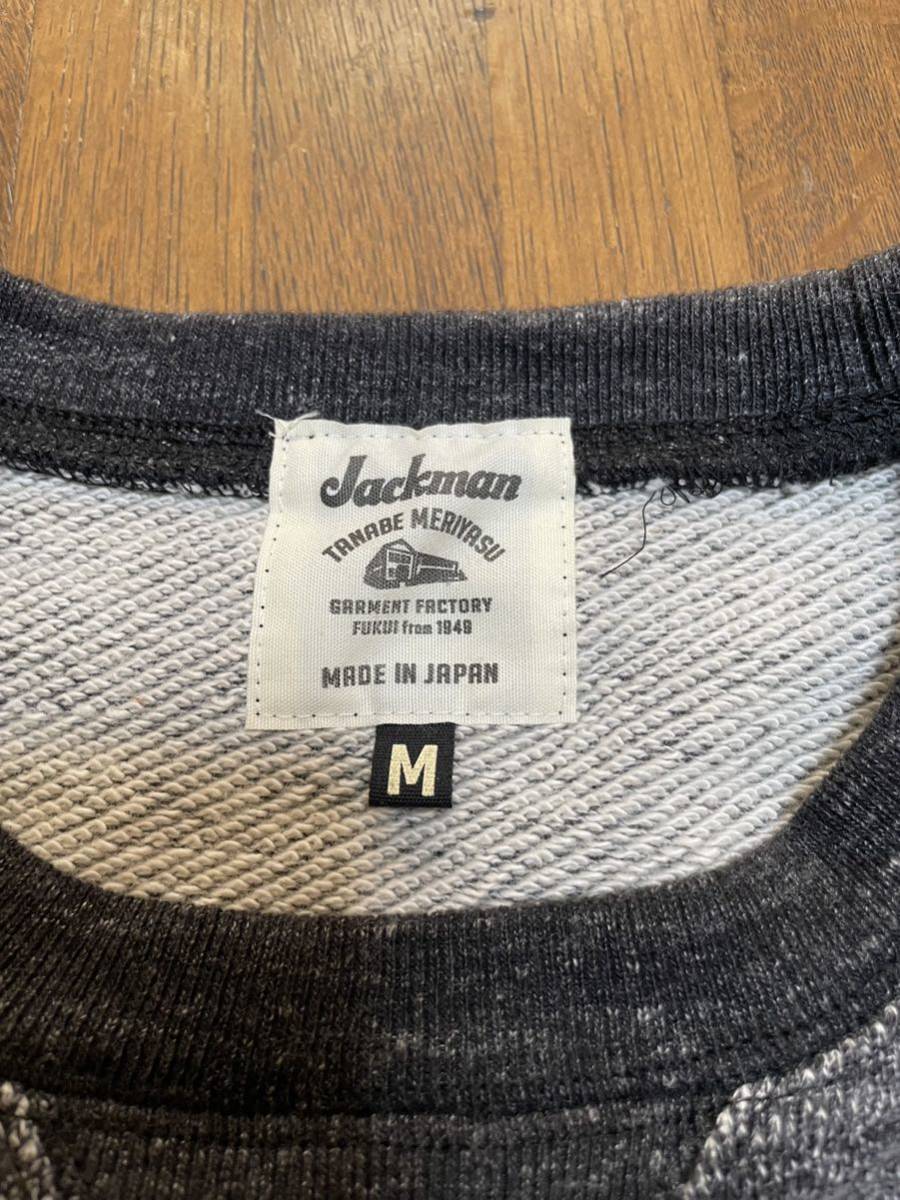 Jackman
TANABE MERIYASU
GARMENT FACTORY
FUKUI from 1949
MADE IN JAPAN
M